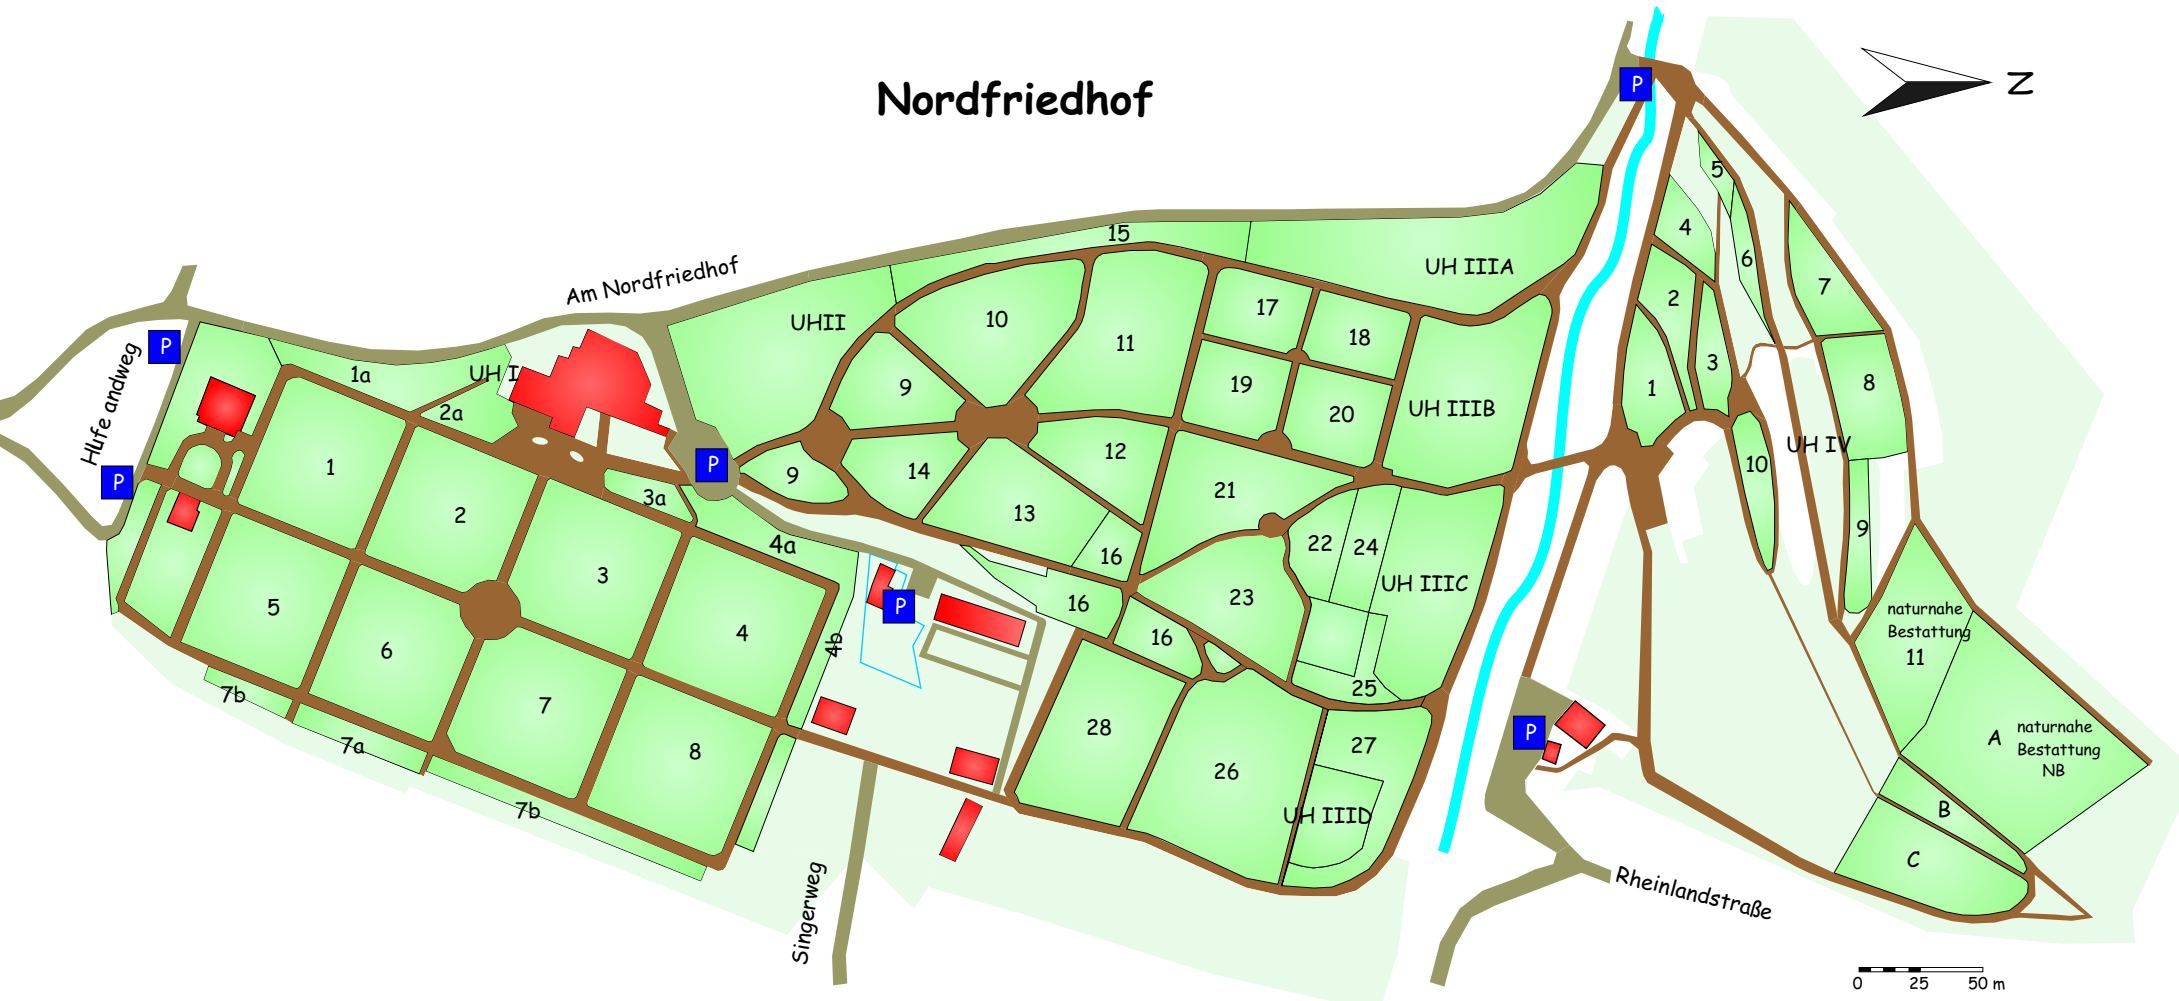 Nordfriedhof
N
P
Am Nordfriedhof
P
P
P
P
P
1a
UH I
2a
1
2
3a
3
4a
4
4b
5
6
7
8
7b
7a
7b
UHII
15
UH IIIA
10
11
17
18
9
19
20
UH IIIB
9
14
12
13
16
21
22
24
UH IIIC
16
23
16
25
28
26
27
UH IIID
5
4
6
7
2
3
1
8
UH IV
10
9
naturnahe
Bestattung
11
A
naturnahe
Bestattung
NB
B
C
Singerweg
Rheinlandstraße
0 25 50 m